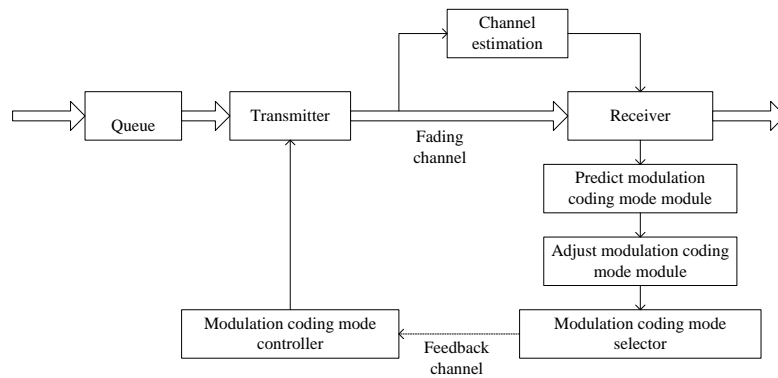 Channel
estimation
Queue
Transmitter
Receiver
Fading
channel
Predict modulation
coding mode module
Adjust modulation coding
mode module
Modulation coding mode
controller
Feedback
channel
Modulation coding mode
selector